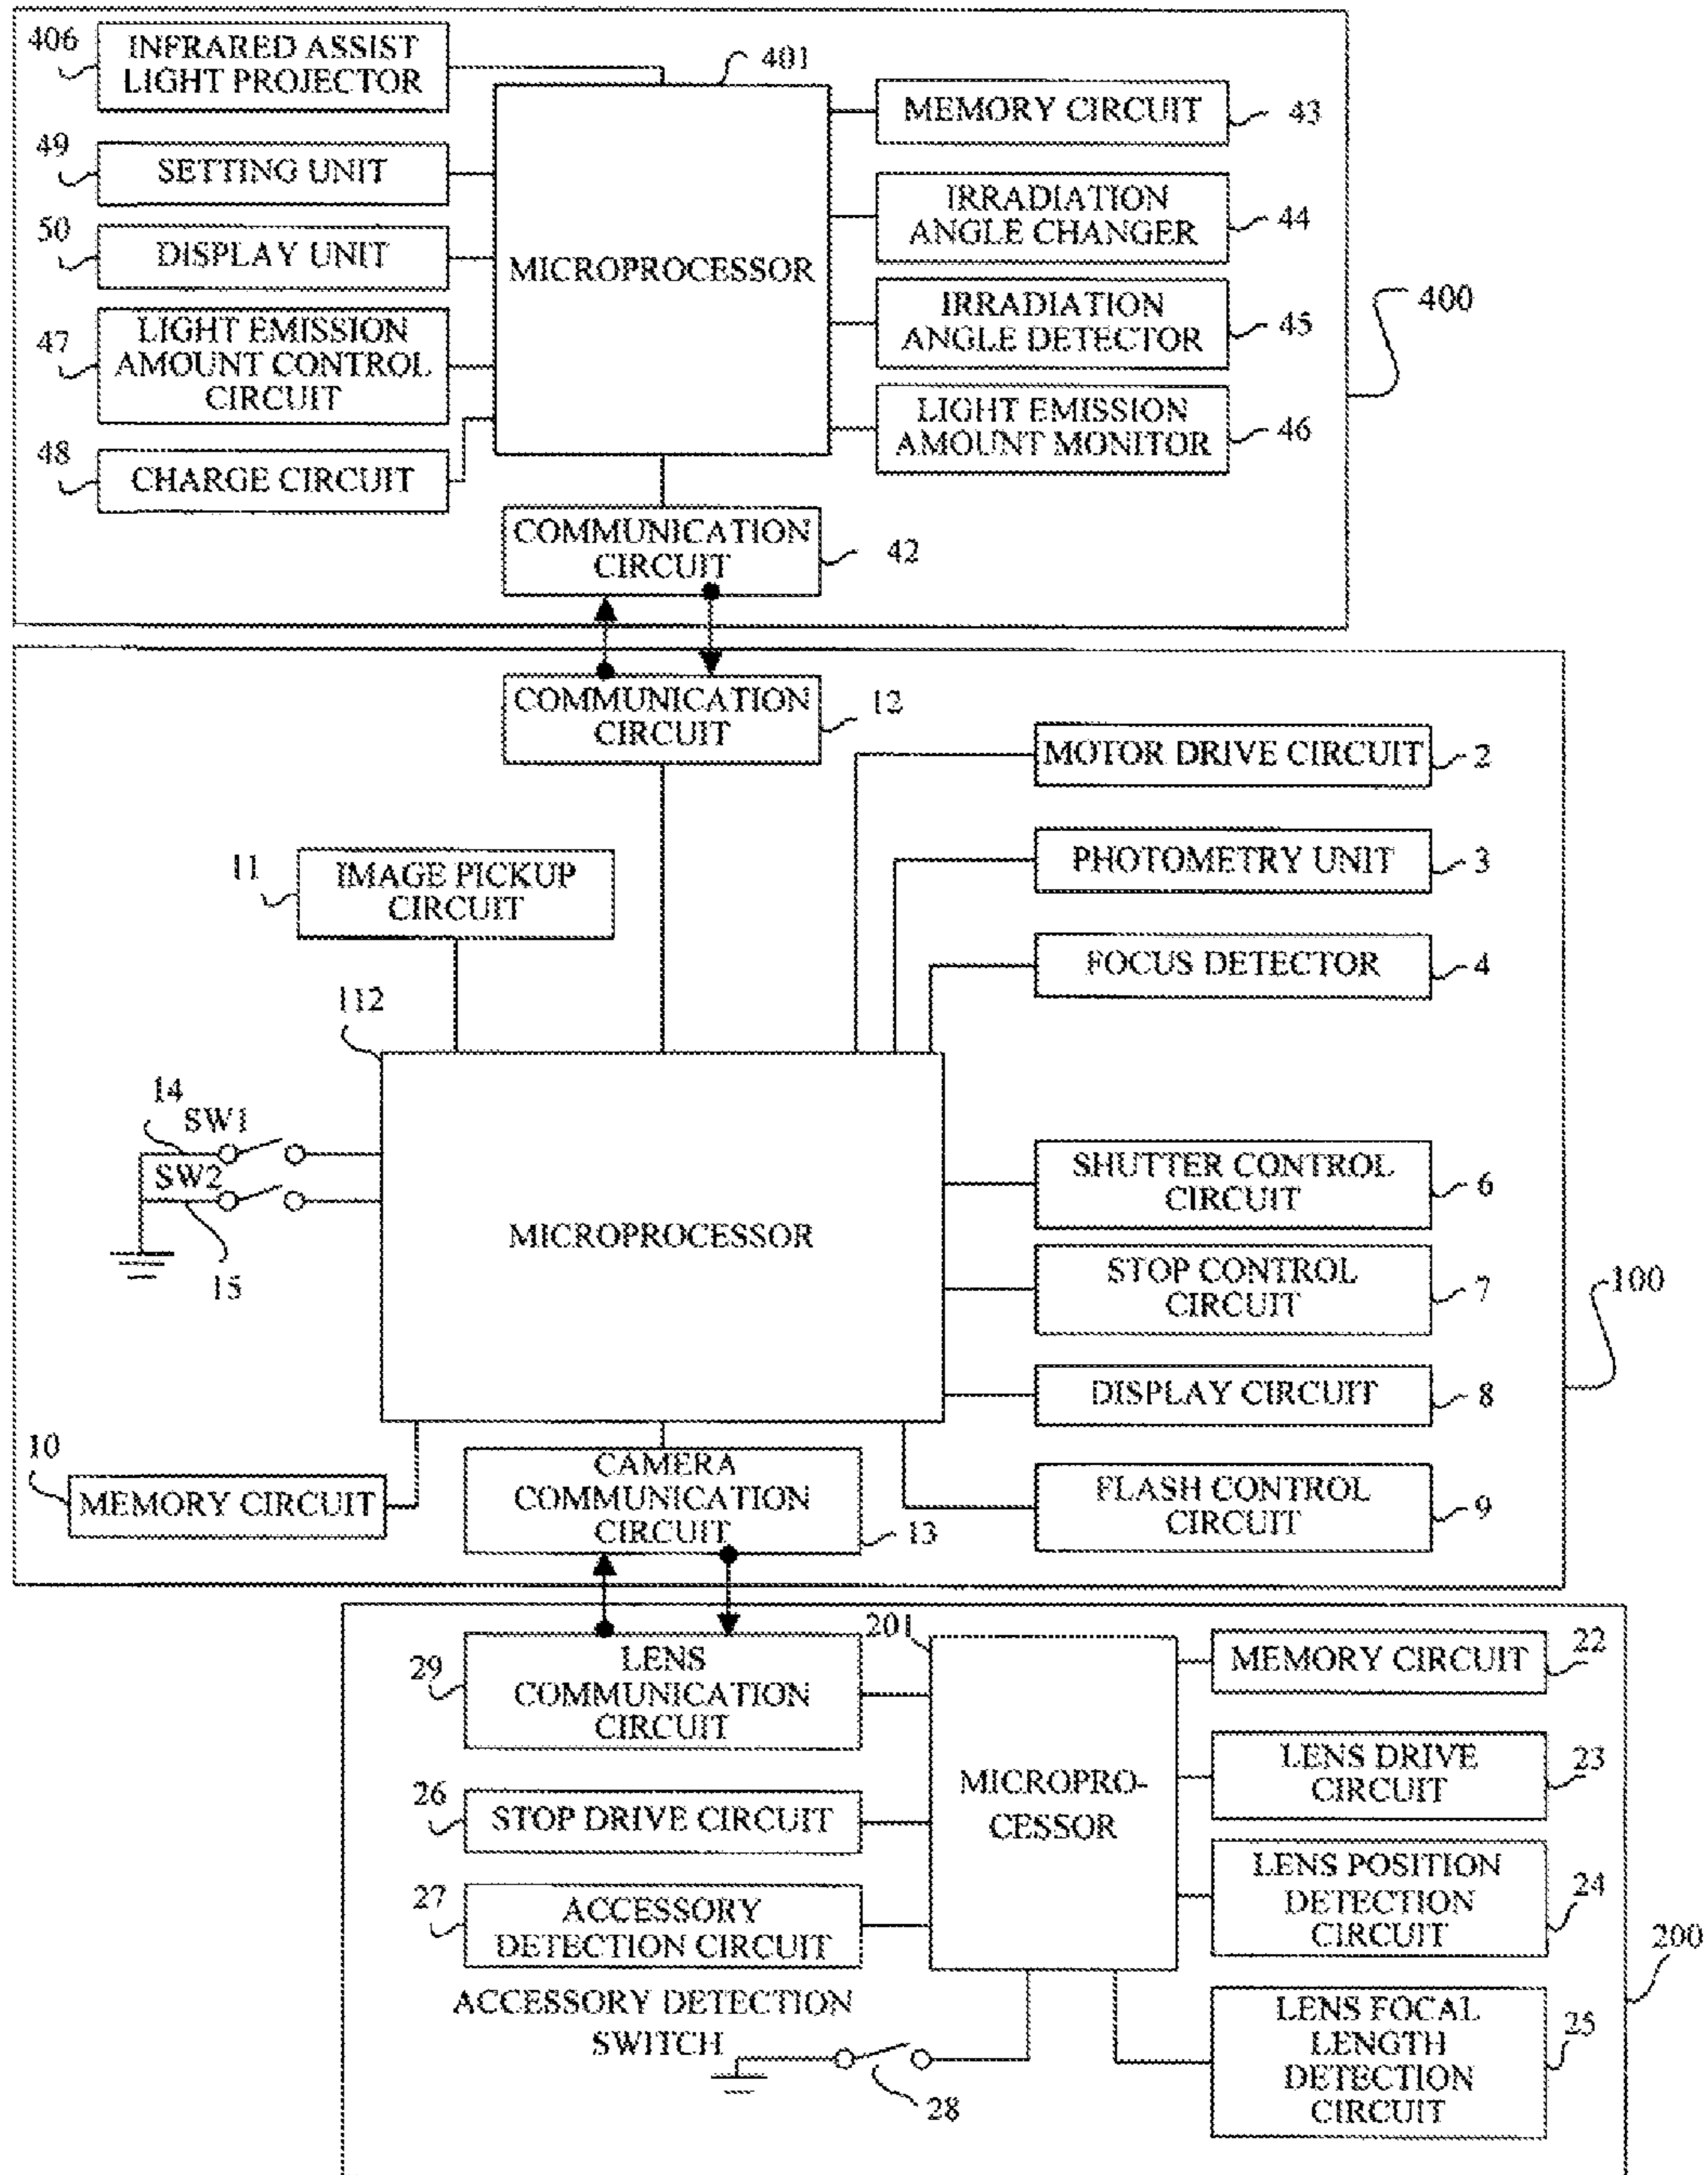 406
INFRARED ASSIST
LIGHT PROJECTOR
401
MEMORY CIRCUIT
43
49
SETTING UNIT
IRRADIATION
ANGLE CHANGER
44
50
DISPLAY UNIT
MICROPROCESSOR
IRRADIATION
ANGLE DETECTOR
45
400
47
LIGHT EMISSION
AMOUNT CONTROL
CIRCUIT
LIGHT EMISSION
AMOUNT MONITOR
46
48
CHARGE CIRCUIT
COMMUNICATION
CIRCUIT
42
COMMUNICATION
CIRCUIT
12
MOTOR DRIVE CIRCUIT
2
11
IMAGE PICKUP
CIRCUIT
PHOTOMETRY UNIT
3
FOCUS DETECTOR
4
112
14
SW1
SW2
15
MICROPROCESSOR
SHUTTER CONTROL
CIRCUIT
6
STOP CONTROL
CIRCUIT
7
100
DISPLAY CIRCUIT
8
10
MEMORY CIRCUIT
CAMERA
COMMUNICATION
CIRCUIT
13
FLASH CONTROL
CIRCUIT
9
29
LENS
COMMUNICATION
CIRCUIT
201
MEMORY CIRCUIT
22
LENS DRIVE
CIRCUIT
23
26
STOP DRIVE CIRCUIT
MICROPRO-
CESSOR
LENS POSITION
DETECTION
CIRCUIT
24
27
ACCESSORY
DETECTION CIRCUIT
200
ACCESSORY DETECTION
SWITCH
28
LENS FOCAL
LENGTH
DETECTION
CIRCUIT
25